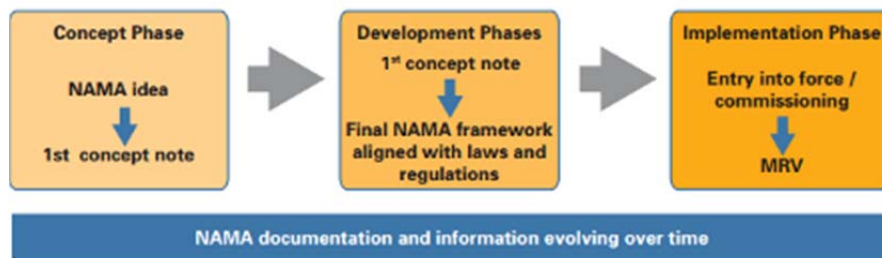 Concept Phase
NAMA idea
1st concept note
Development Phases
1st concept note
Final NAMA framework
aligned with laws and
regulations
Implementation Phase
Entry into force /
commissioning
MRV
NAMA documentation and information evolving over time